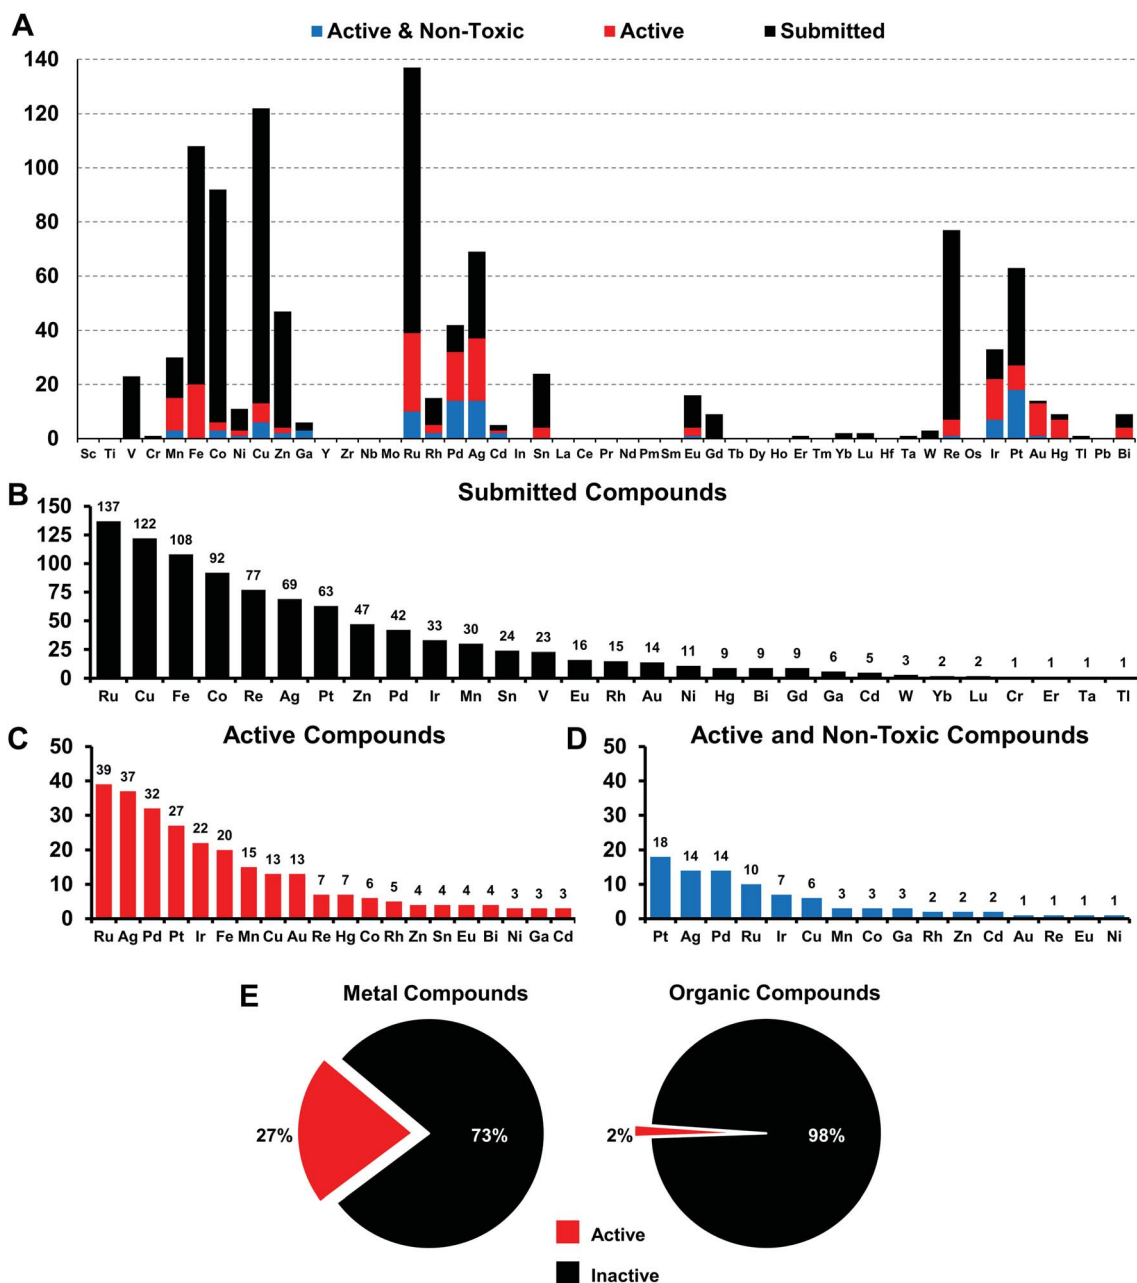 A
Active & Non-Toxic Active Submitted
140
120
100
80
60
40
20
0
Sc Ti V Cr Mn Fe Co Ni Cu Zn Ga Y Zr Nb Mo Ru Rh Pd Ag Cd In Sn La Ce Pr Nd Pm Sm Eu Gd Tb Dy Ho Er Tm Yb Lu Hf Ta W Re Os Ir Pt Au Hg Tl Pb Bi
B
Submitted Compounds
150
125
100
75
50
25
0
137 122 108 92 77 69 63 47 42 33 30 24 23 16 15 14 11 9 9 9 6 5 3 2 2 1 1 1 1
Ru Cu Fe Co Re Ag Pt Zn Pd Ir Mn Sn V Eu Rh Au Ni Hg Bi Gd Ga Cd W Yb Lu Cr Er Ta Tl
C
Active Compounds
50
40
30
20
10
0
39 37 32 27 22 20 15 13 13 7 7 6 5 4 4 4 4 3 3 3
Ru Ag Pd Pt Ir Fe Mn Cu Au Re Hg Co Rh Zn Sn Eu Bi Ni Ga Cd
D
Active and Non-Toxic Compounds
50
40
30
20
10
0
18 14 14 10 7 6 3 3 3 2 2 2 1 1 1 1
Pt Ag Pd Ru Ir Cu Mn Co Ga Rh Zn Cd Au Re Eu Ni
E
Metal Compounds
27%
73%
Organic Compounds
2%
98%
Active
Inactive